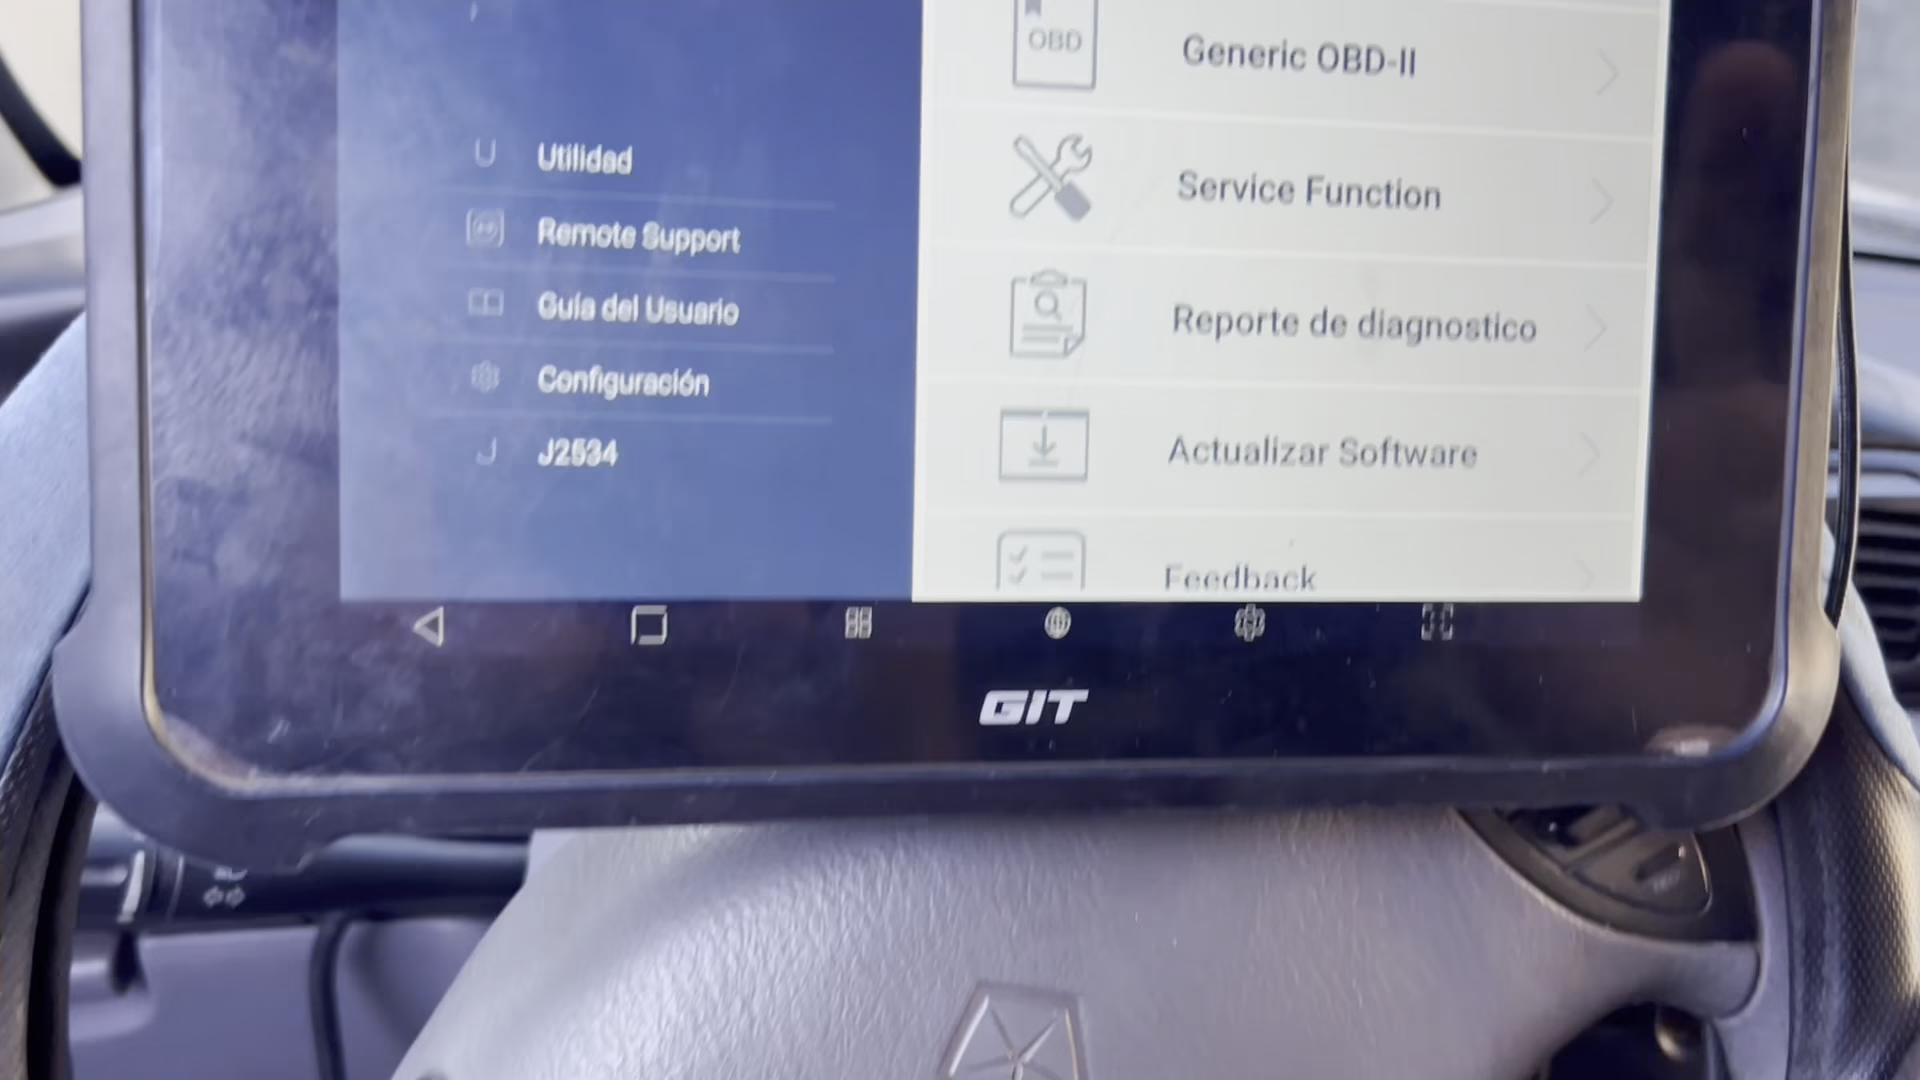 Utilidad
Remote Support
Guía del Usuario
Configuración
J2534
OBD
Generic OBD-II
Service Function
Reporte de diagnostico
Actualizar Software
Feedback
GIT